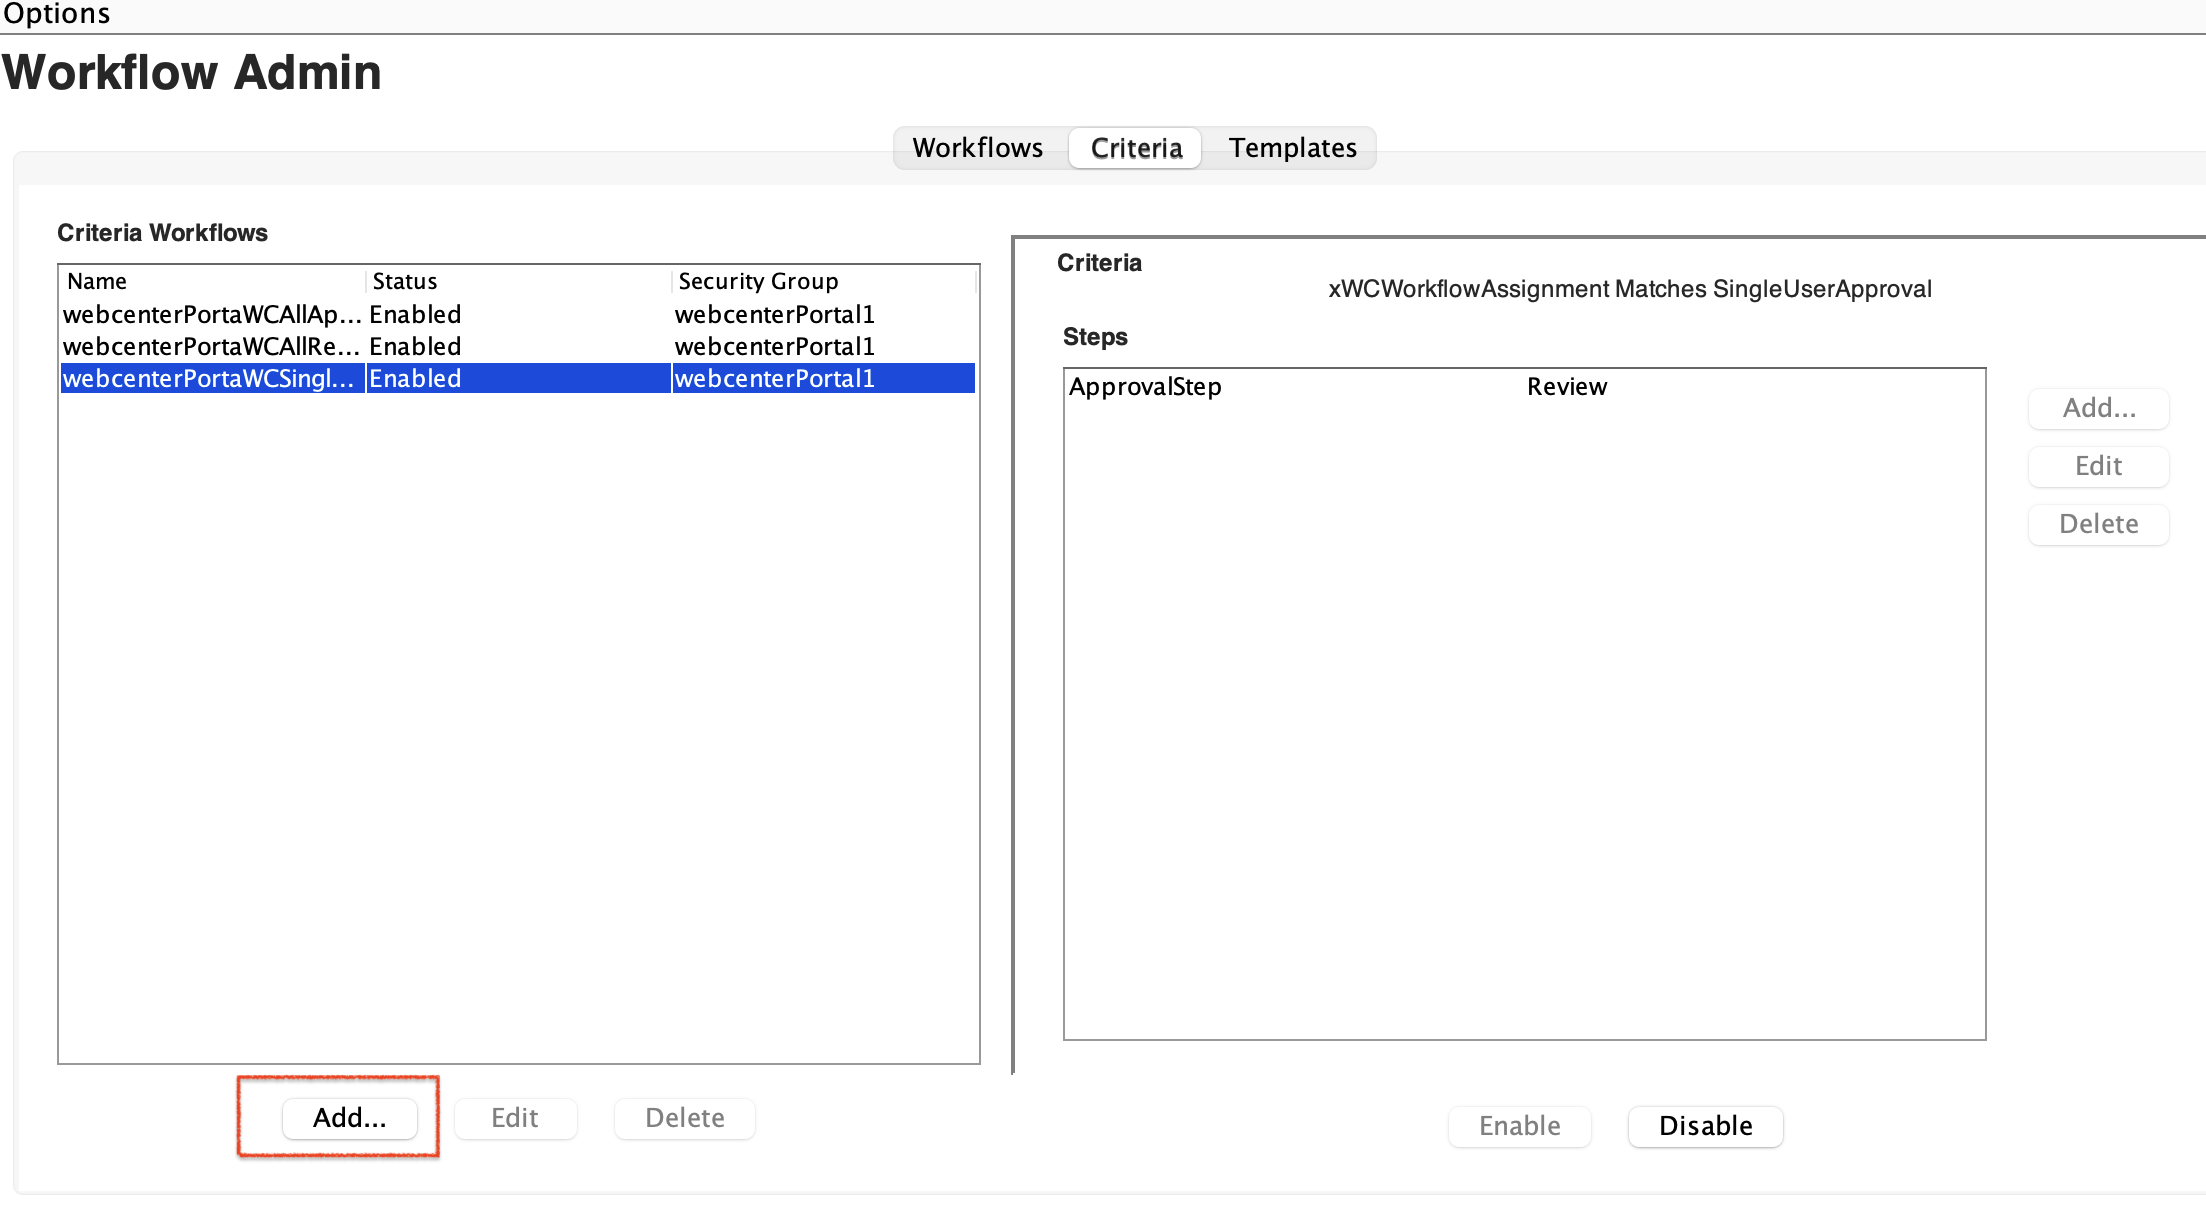 Options
Workflow Admin
Workflows Criteria Templates
Criteria Workflows
Name Status Security Group
webcenterPortaWCAllAp... Enabled webcenterPortal1
webcenterPortaWCAllRe... Enabled webcenterPortal1
webcenterPortaWCSingl... Enabled webcenterPortal1
Add... Edit Delete
Criteria
xWCWorkflowAssignment Matches SingleUserApproval
Steps
ApprovalStep Review
Add...
Edit
Delete
Enable Disable